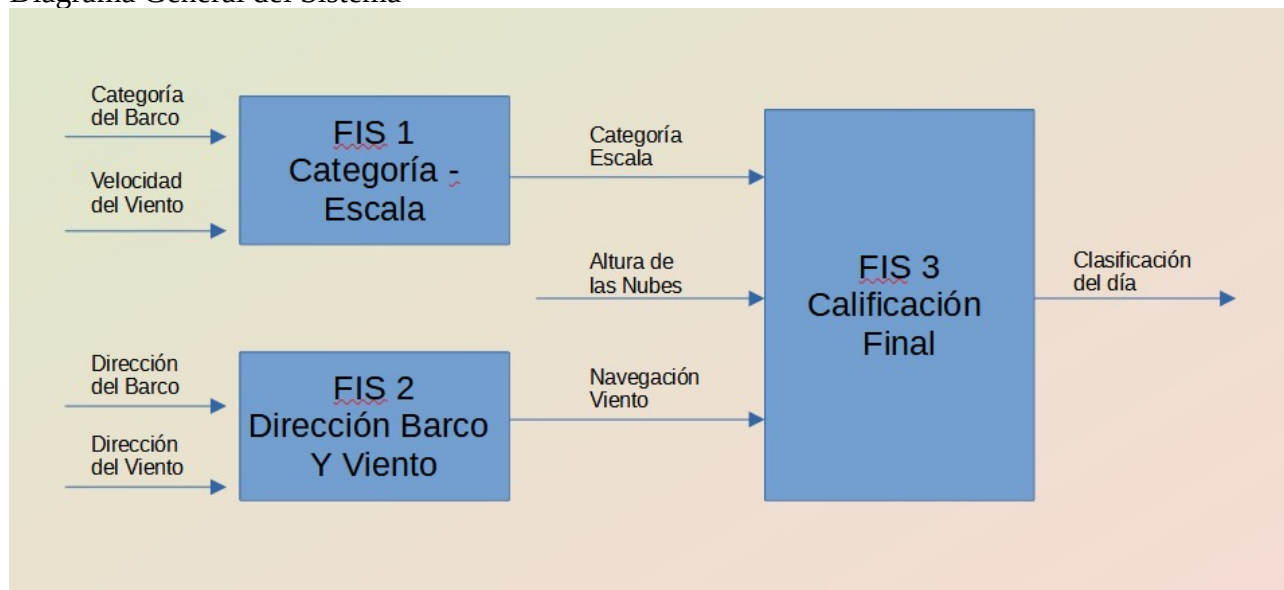 Diagrama General del Sistema
Categoría
del Barco
Velocidad
del Viento
FIS 1
Categoría -
Escala
Categoría
Escala
Altura de
las Nubes
Dirección
del Barco
Dirección
del Viento
FIS 2
Dirección Barco
Y Viento
Navegación
Viento
FIS 3
Calificación
Final
Clasificación
del día